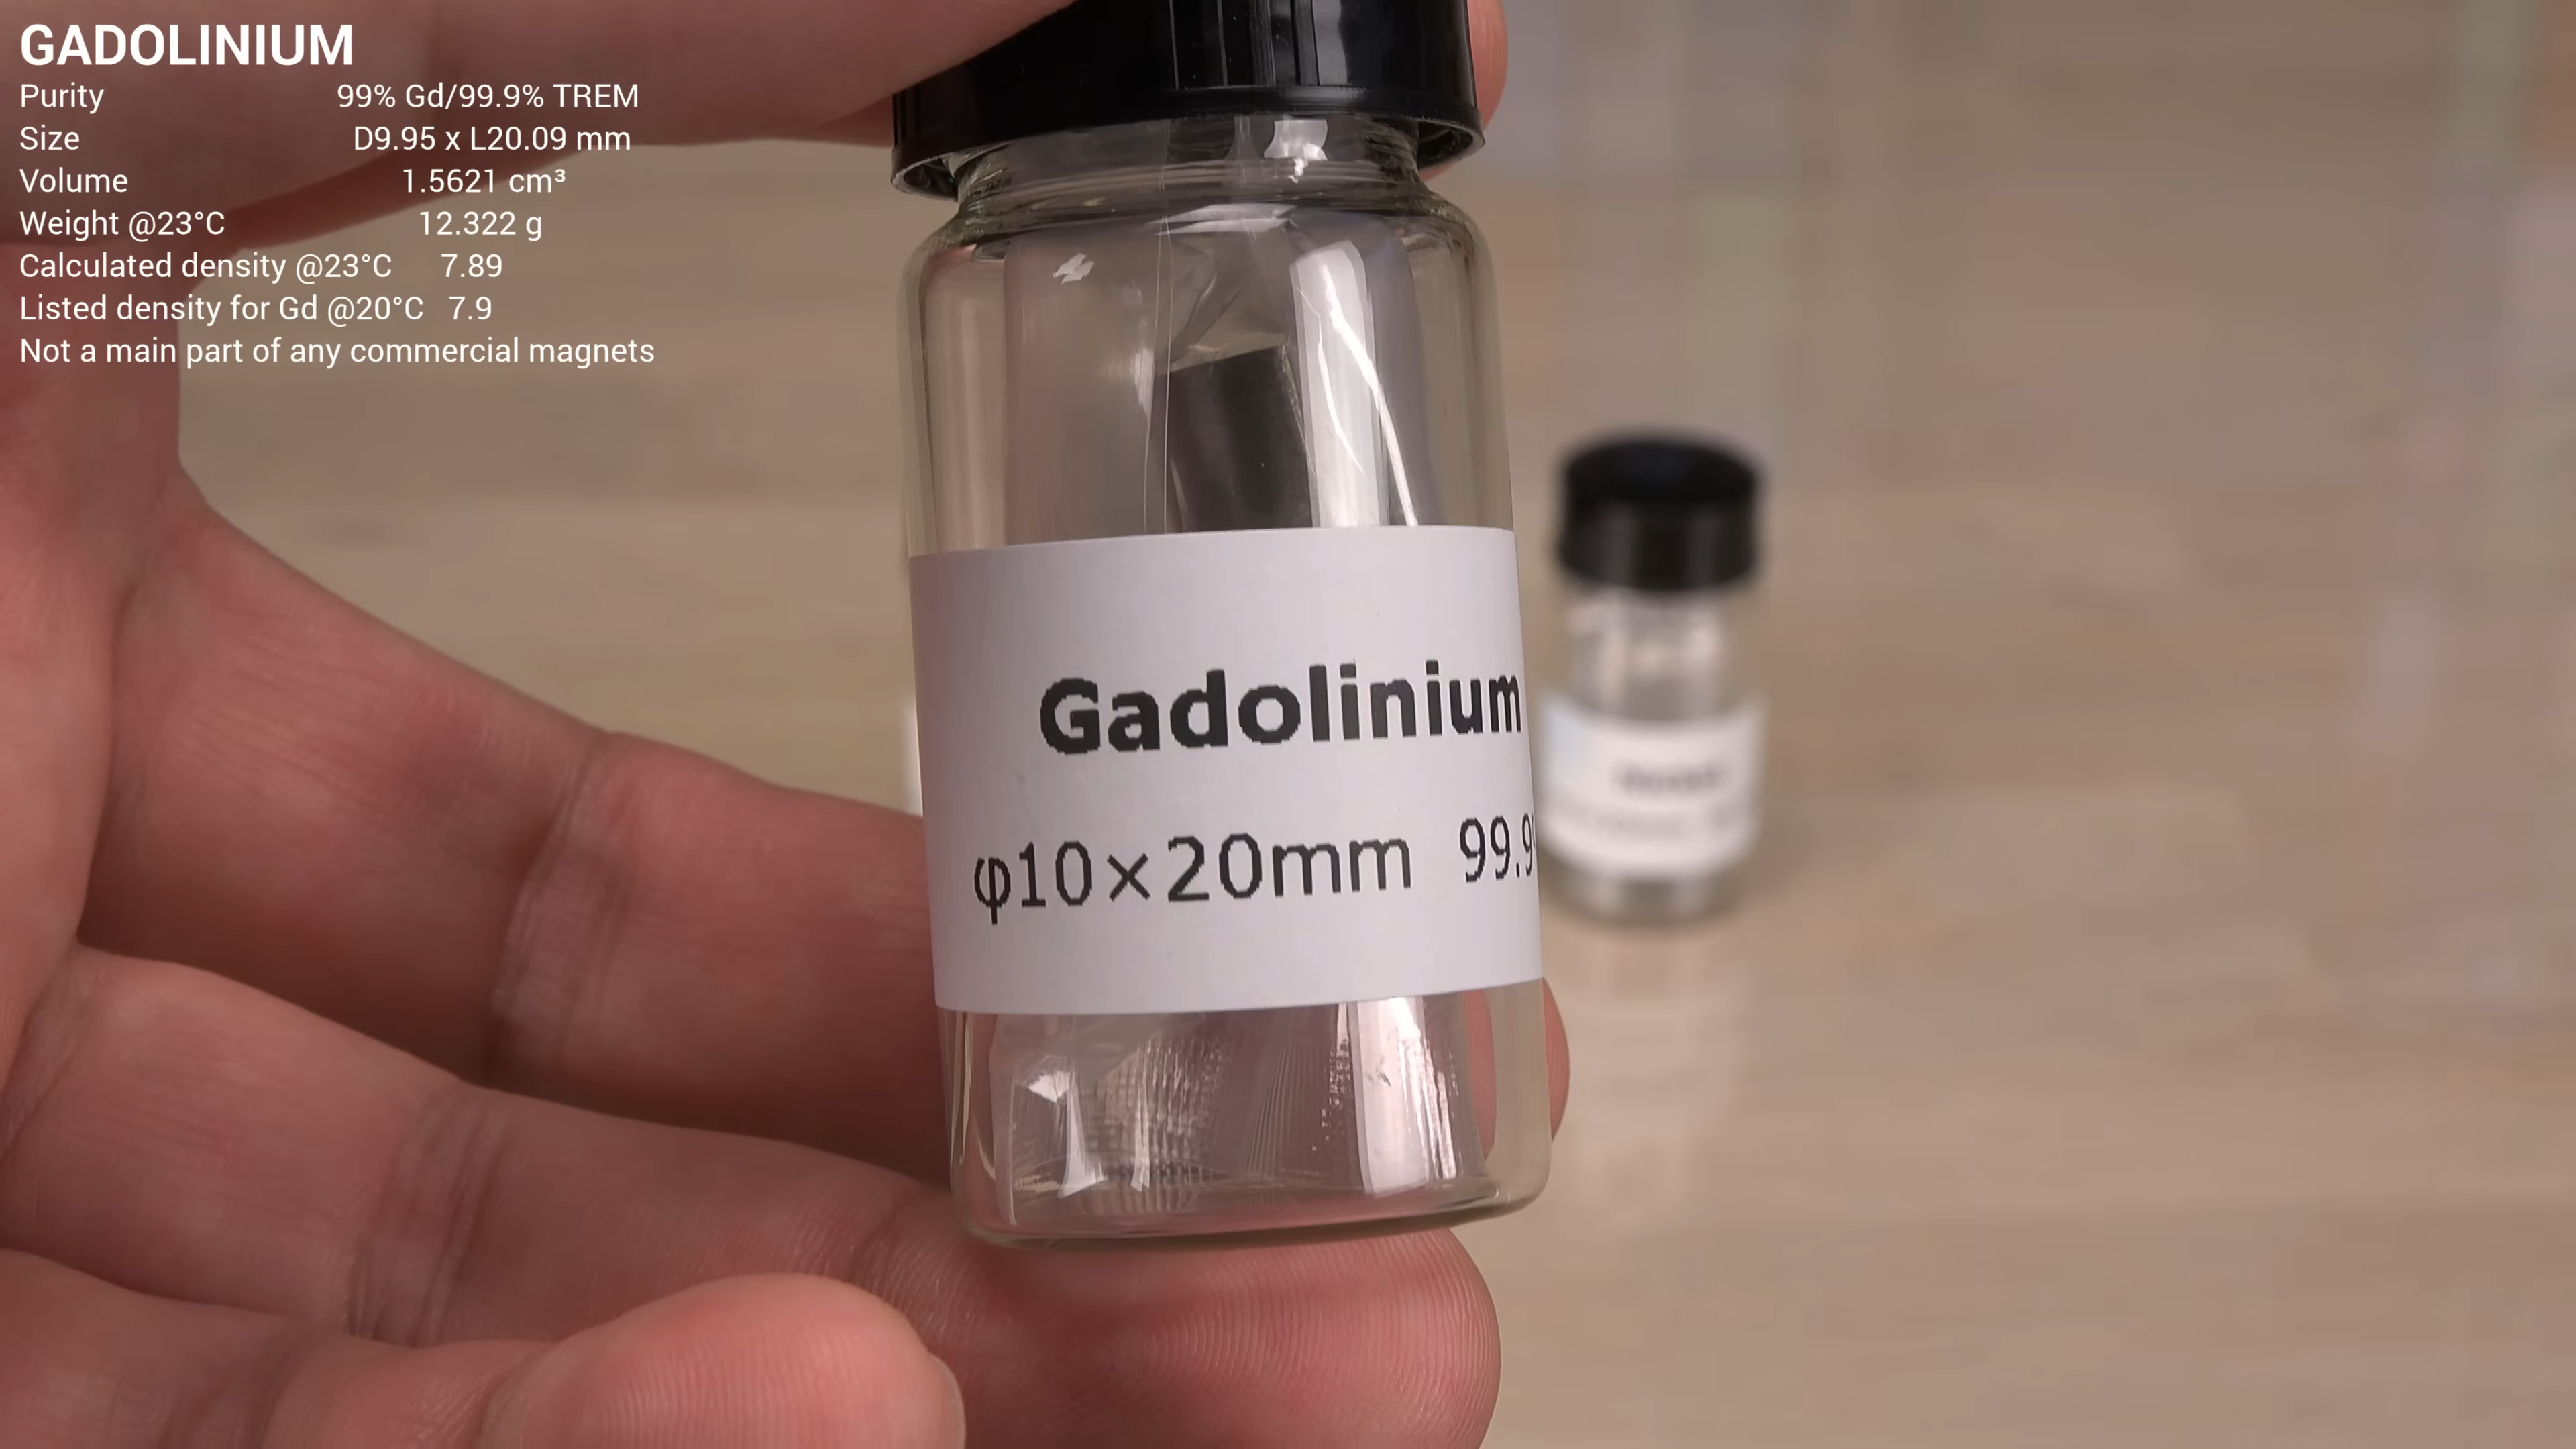 GADOLINIUM
Purity 99% Gd/99.9% TREM
Size D9.95 x L20.09 mm
Volume 1.5621 cm³
Weight @23°C 12.322 g
Calculated density @23°C 7.89
Listed density for Gd @20°C 7.9
Not a main part of any commercial magnets
Gadolinium
φ10×20mm 99.9